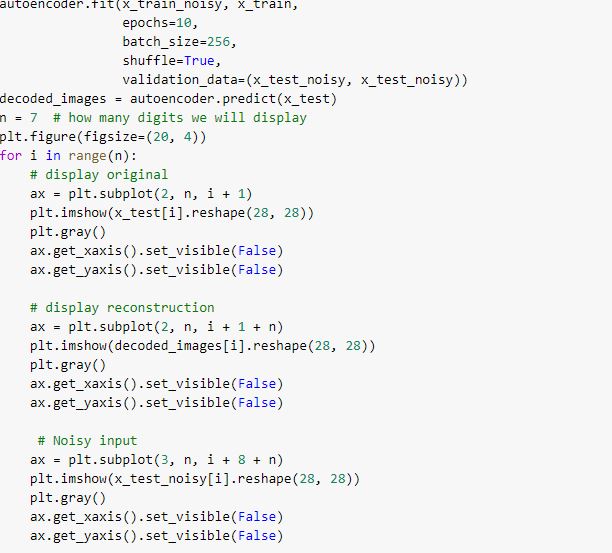 autoencoder.fit(x_train_noisy, x_train,
                epochs=10,
                batch_size=256,
                shuffle=True,
                validation_data=(x_test_noisy, x_test_noisy))
decoded_images = autoencoder.predict(x_test)
n = 7  # how many digits we will display
plt.figure(figsize=(20, 4))
for i in range(n):
    # display original
    ax = plt.subplot(2, n, i + 1)
    plt.imshow(x_test[i].reshape(28, 28))
    plt.gray()
    ax.get_xaxis().set_visible(False)
    ax.get_yaxis().set_visible(False)

    # display reconstruction
    ax = plt.subplot(2, n, i + 1 + n)
    plt.imshow(decoded_images[i].reshape(28, 28))
    plt.gray()
    ax.get_xaxis().set_visible(False)
    ax.get_yaxis().set_visible(False)

     # Noisy input
    ax = plt.subplot(3, n, i + 8 + n)
    plt.imshow(x_test_noisy[i].reshape(28, 28))
    plt.gray()
    ax.get_xaxis().set_visible(False)
    ax.get_yaxis().set_visible(False)